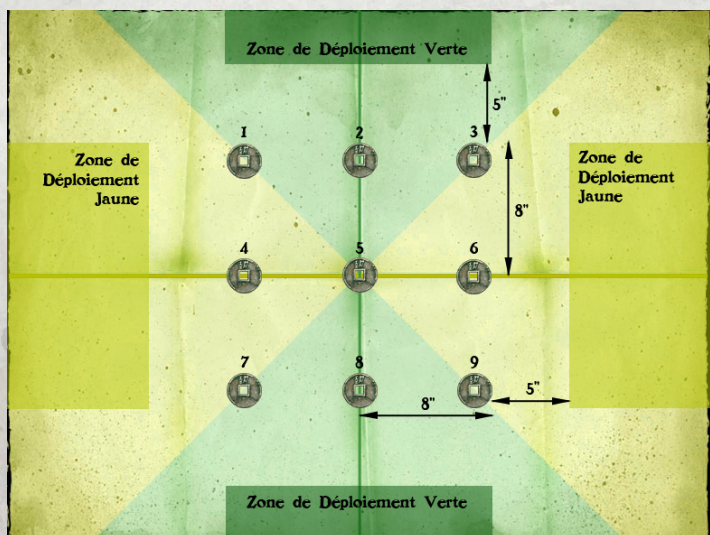 Zone de Déploiement Verte
5"
1 2 3
Zone de
Déploiement
Jaune
Zone de
Déploiement
Jaune
8"
4 5 6
7 8 9
8"
5"
Zone de Déploiement Verte